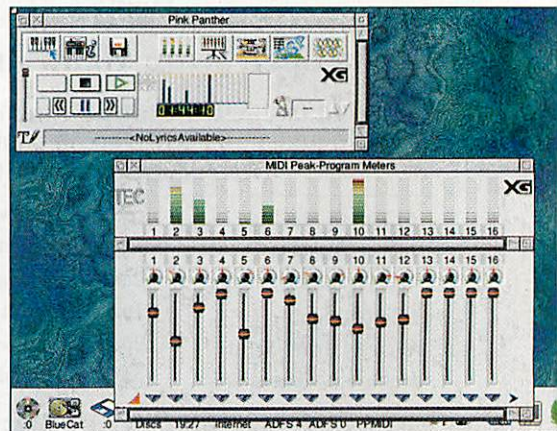 Pink Panther
XG
<NoLyricsAvailable>
MIDI Peak-Program Meters
XG
1 2 3 4 5 6 7 8 9 10 11 12 13 14 15 16
1 2 3 4 5 6 7 8 9 10 11 12 13 14 15 16
:0 BlueCat :0 Discs 19:27 Internet ADFS 4 ADFS 0 PPMIDI